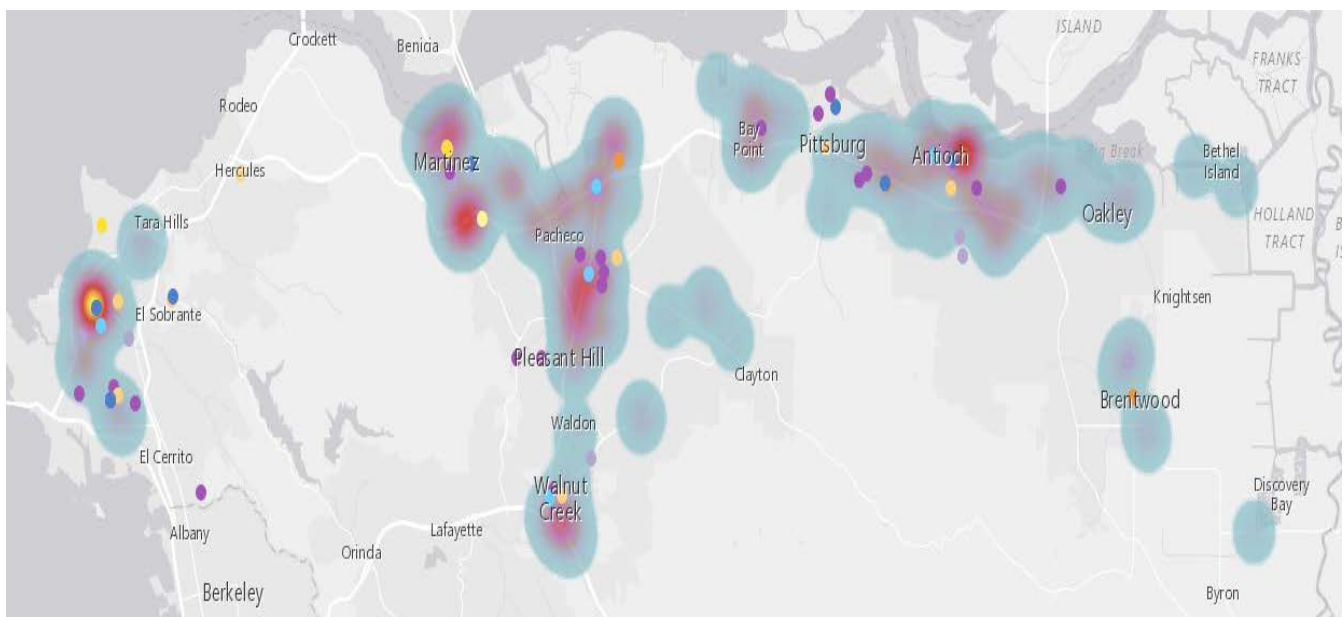 ISLAND
Crockett
Benicia
FRANKS
TRACT
Rodeo
Bay
Point
Pittsburg
Antioch
Big Break
Bethel
Island
Martinez
Hercules
Tara Hills
Pacheco
Oakley
HOLLAND
TRACT
El Sobrante
Knightsen
Pleasant Hill
Clayton
Brentwood
Waldon
El Cerrito
Walnut
Creek
Discovery
Bay
Albany
Lafayette
Orinda
Berkeley
Byron